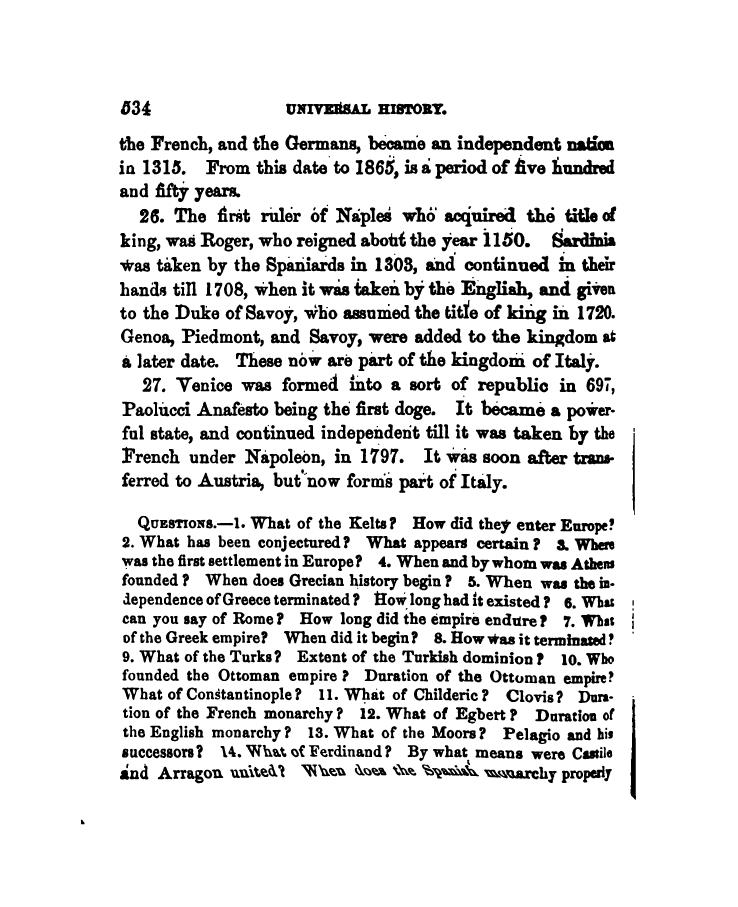 534 UNIVERSAL HISTORY.
the French, and the Germans, became an independent nation
in 1315. From this date to 1865, is a period of five hundred
and fifty years.
26. The first ruler of Naples who acquired the title of
king, was Roger, who reigned about the year 1150. Sardinia
was taken by the Spaniards in 1303, and continued in their
hands till 1708, when it was taken by the English, and given
to the Duke of Savoy, who assumed the title of king in 1720.
Genoa, Piedmont, and Savoy, were added to the kingdom at
a later date. These now are part of the kingdom of Italy.
27. Venice was formed into a sort of republic in 697,
Paolucci Anafesto being the first doge. It became a power-
ful state, and continued independent till it was taken by the
French under Napoleon, in 1797. It was soon after trans-
ferred to Austria, but now forms part of Italy.
QUESTIONS.—1. What of the Kelts? How did they enter Europe?
2. What has been conjectured? What appears certain? 3. Where
was the first settlement in Europe? 4. When and by whom was Athens
founded? When does Grecian history begin? 5. When was the in-
dependence of Greece terminated? How long had it existed? 6. What
can you say of Rome? How long did the empire endure? 7. What
of the Greek empire? When did it begin? 8. How was it terminated?
9. What of the Turks? Extent of the Turkish dominion? 10. Who
founded the Ottoman empire? Duration of the Ottoman empire?
What of Constantinople? 11. What of Childeric? Clovis? Dura-
tion of the French monarchy? 12. What of Egbert? Duration of
the English monarchy? 13. What of the Moors? Pelagio and his
successors? 14. What of Ferdinand? By what means were Castile
and Arragon united? When does the Spanish monarchy properly